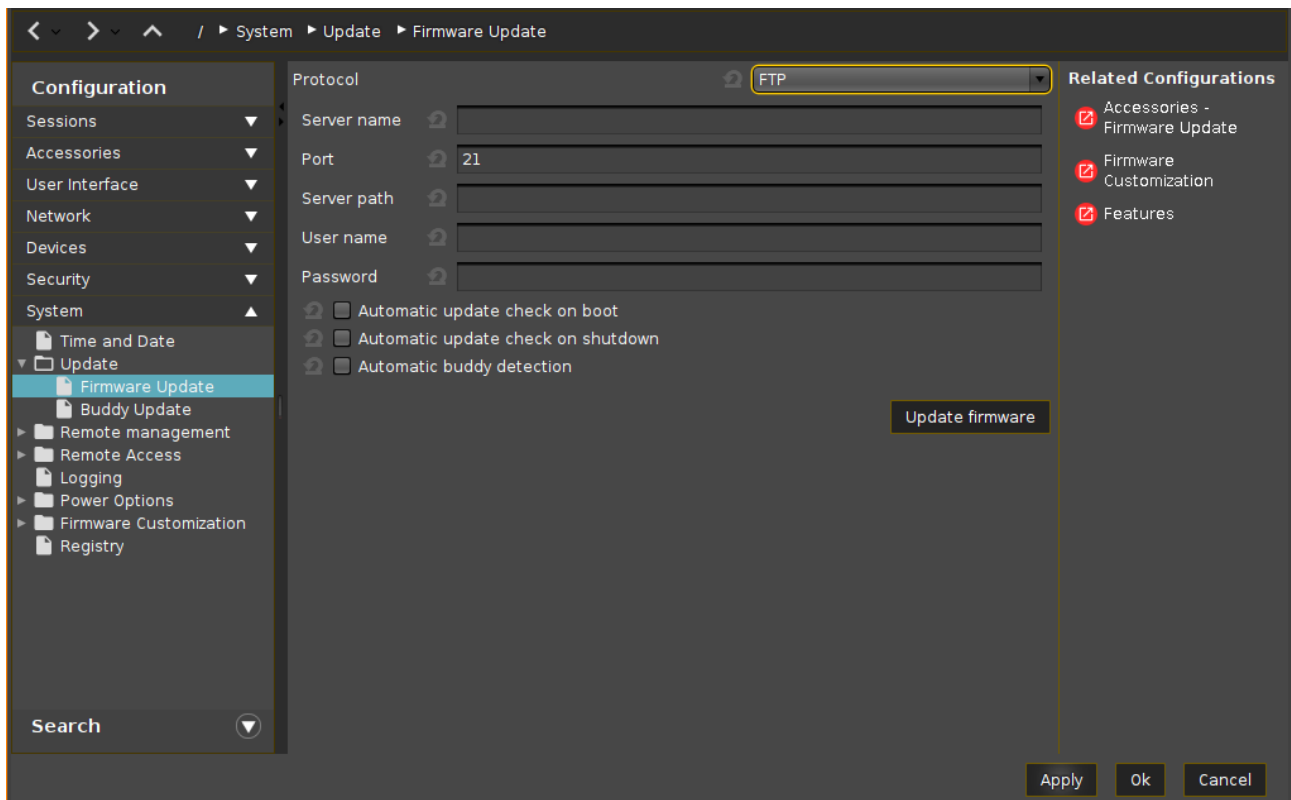 / System Update Firmware Update
Configuration
Sessions
Accessories
User Interface
Network
Devices
Security
System
Time and Date
Update
Firmware Update
Buddy Update
Remote management
Remote Access
Logging
Power Options
Firmware Customization
Registry
Search
Protocol FTP
Server name
Port 21
Server path
User name
Password
Automatic update check on boot
Automatic update check on shutdown
Automatic buddy detection
Update firmware
Related Configurations
Accessories -
Firmware Update
Firmware
Customization
Features
Apply Ok Cancel